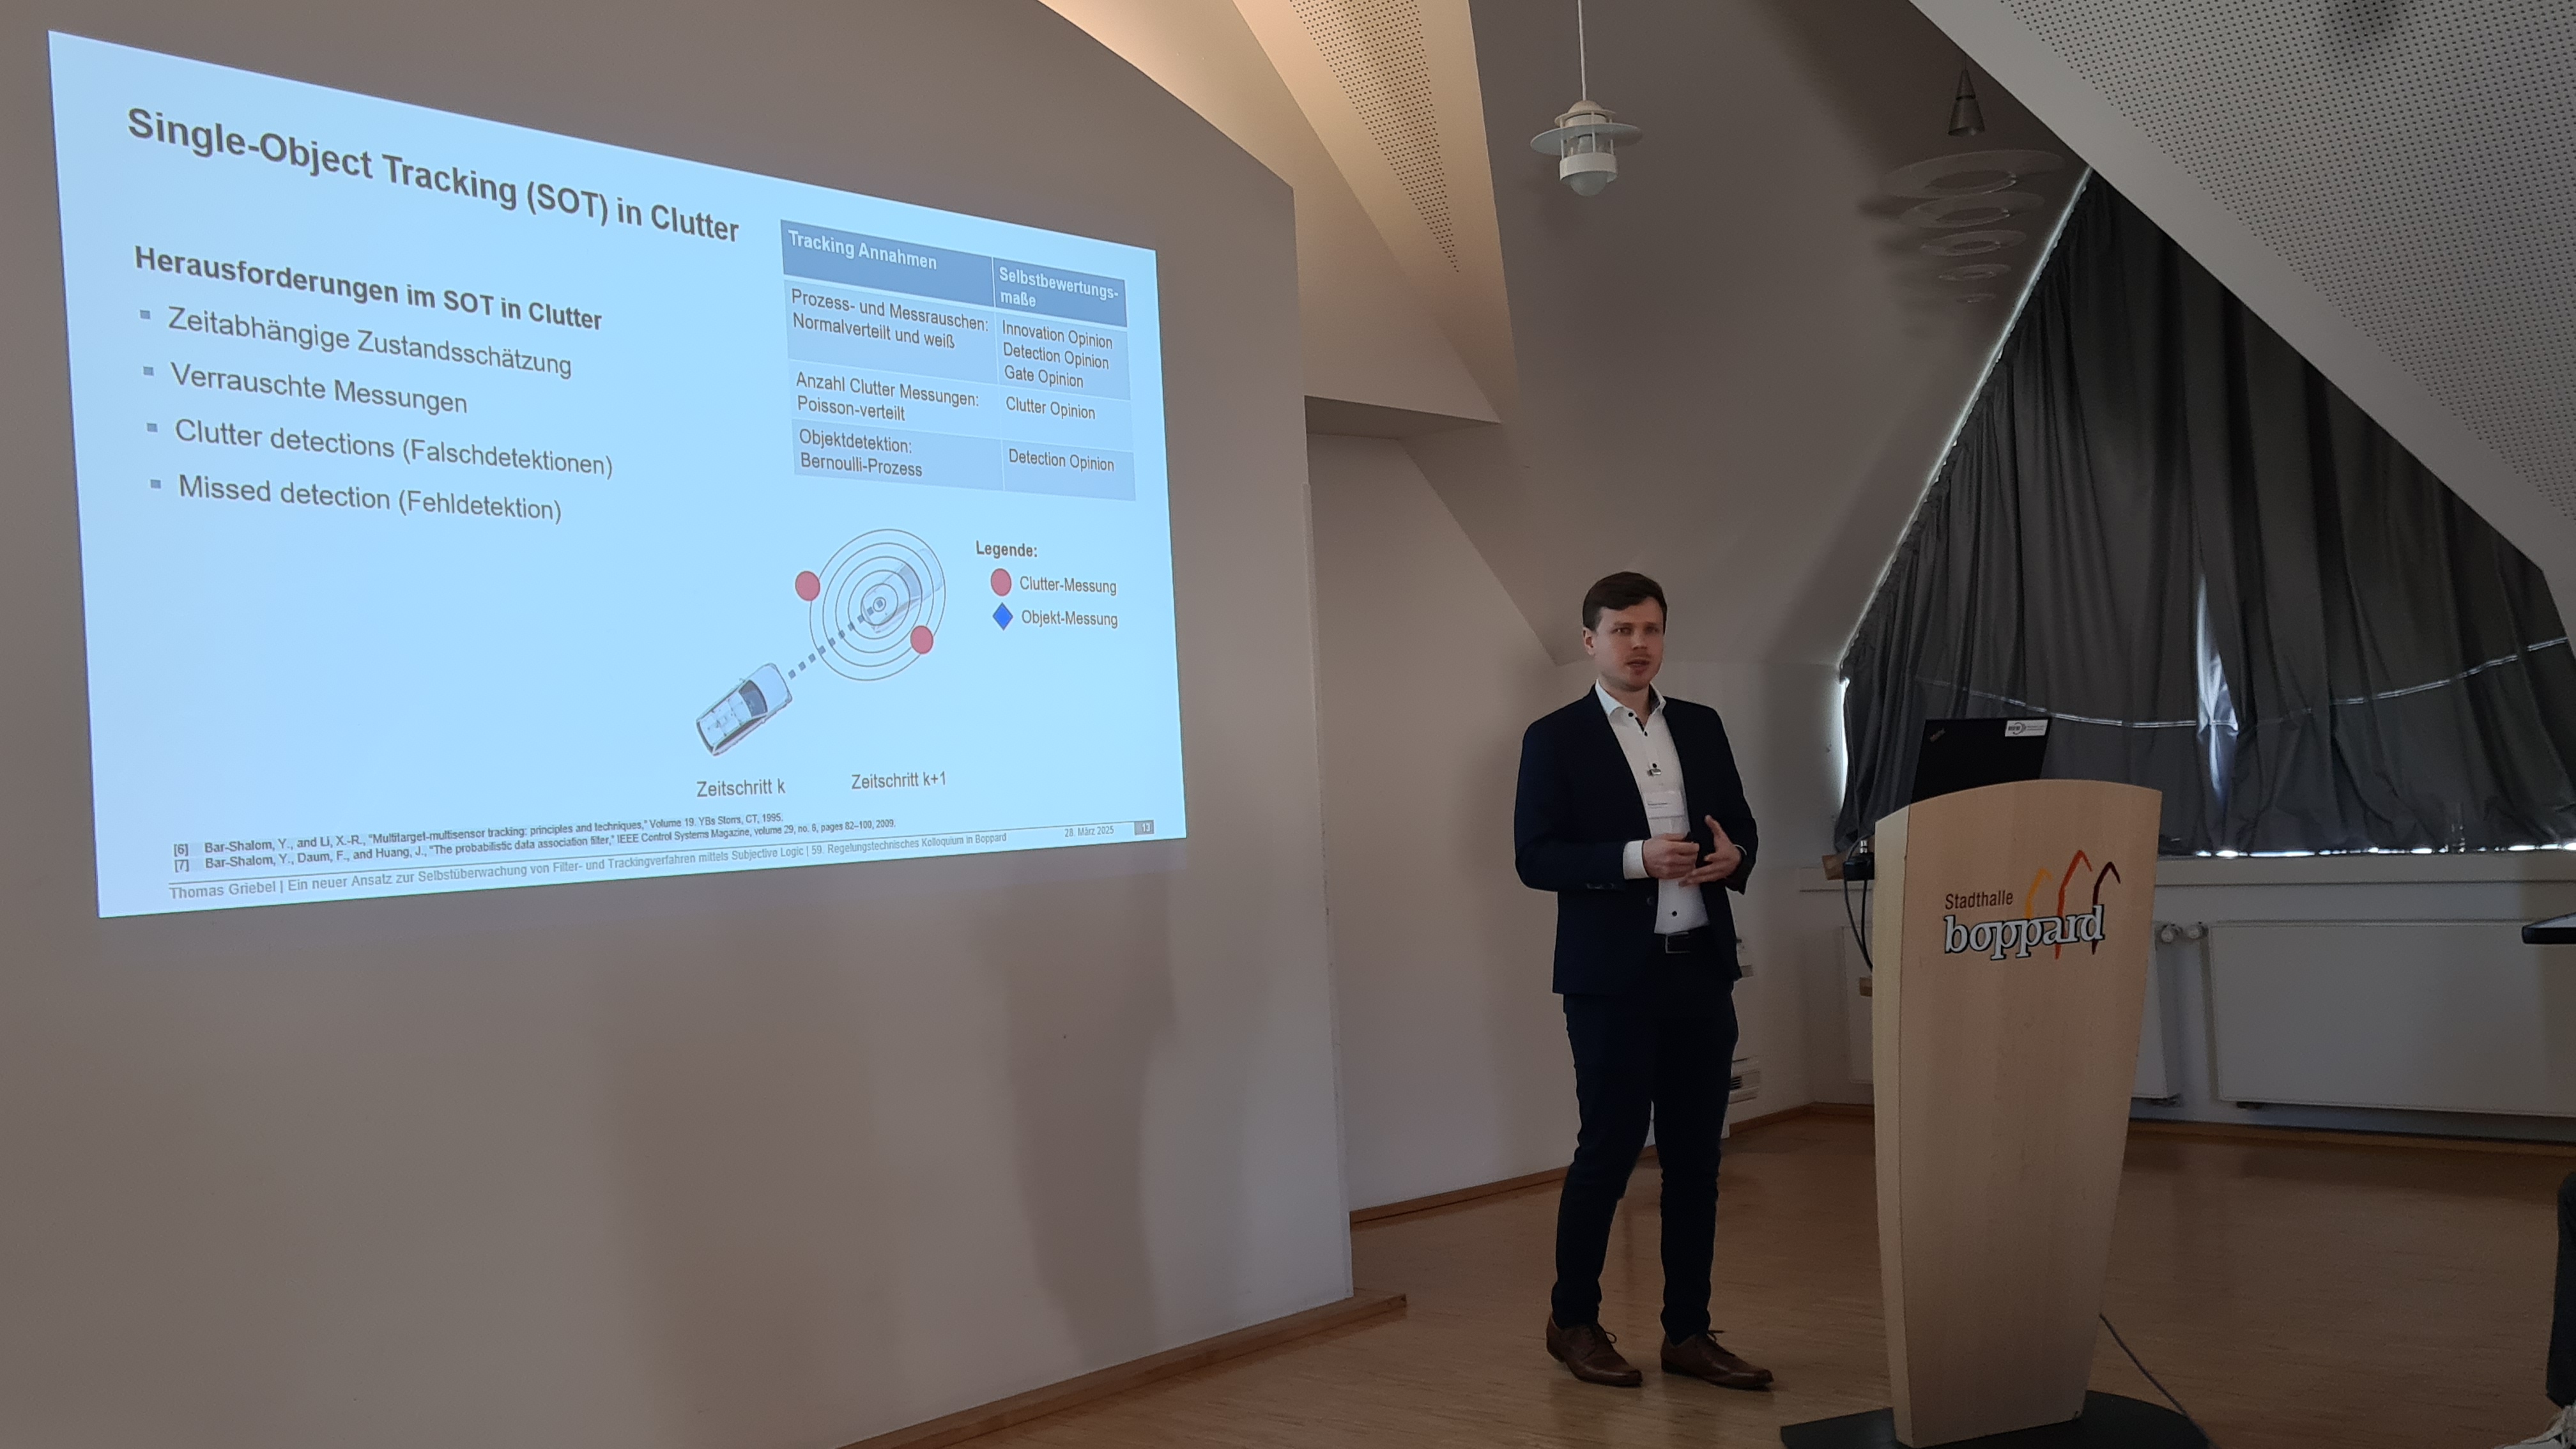 Single-Object Tracking (SOT) in Clutter
Herausforderungen im SOT in Clutter
Zeitabhängige Zustandsschätzung
Verrauschte Messungen
Clutter detections (Falschdetektionen)
Missed detection (Fehldetektion)
Tracking Annahmen
Selbstbewertungs-
maße
Prozess- und Messrauschen:
Normalverteilt und weiß
Innovation Opinion
Detection Opinion
Gate Opinion
Anzahl Clutter Messungen:
Poisson-verteilt
Clutter Opinion
Objektdetektion:
Bernoulli-Prozess
Detection Opinion
Legende:
Clutter-Messung
Objekt-Messung
Zeitschritt k
Zeitschritt k+1
[6] Bar-Shalom, Y., and Li, X.-R., "Multitarget-multisensor tracking: principles and techniques," Volume 19. YBs Storrs, CT, 1995.
[7] Bar-Shalom, Y., Daum, F., and Huang, J., "The probabilistic data association filter," IEEE Control Systems Magazine, volume 29, no. 6, pages 82–100, 2009.
Thomas Griebel | Ein neuer Ansatz zur Selbstüberwachung von Filter- und Trackingverfahren mittels Subjective Logic | 59. Regelungstechnisches Kolloquium in Boppard
28. März 2025
13
Stadthalle
boppard